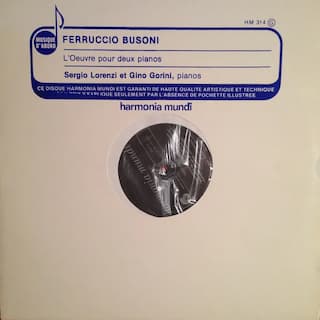 HM 314
MUSIQUE
D'ABORD
FERRUCCIO BUSONI
L'Oeuvre pour deux pianos
Sergio Lorenzi et Gino Gorini, pianos
CE DISQUE HARMONIA MUNDI EST GARANTI DE HAUTE QUALITE ARTISTIQUE ET TECHNIQUE
SEULEMENT PAR L'ABSENCE DE POCHETTE ILLUSTREE.
harmonia mundi